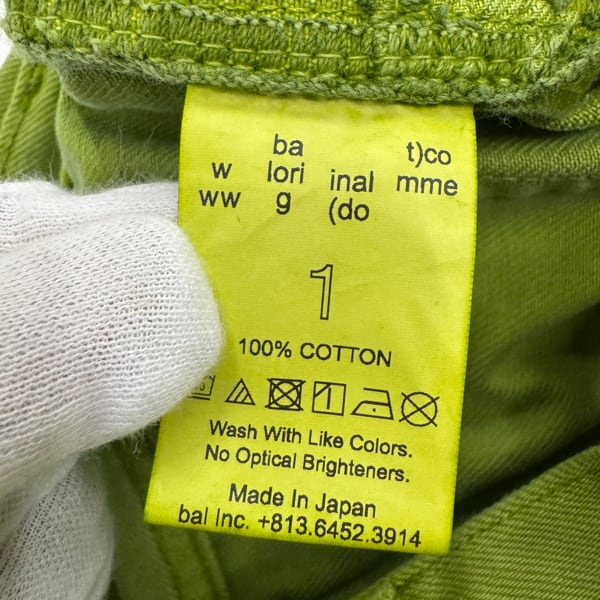 ba t)co
w lori inal mme
ww g (do
1
100% COTTON
Wash With Like Colors.
No Optical Brighteners.
Made In Japan
bal Inc. +813.6452.3914